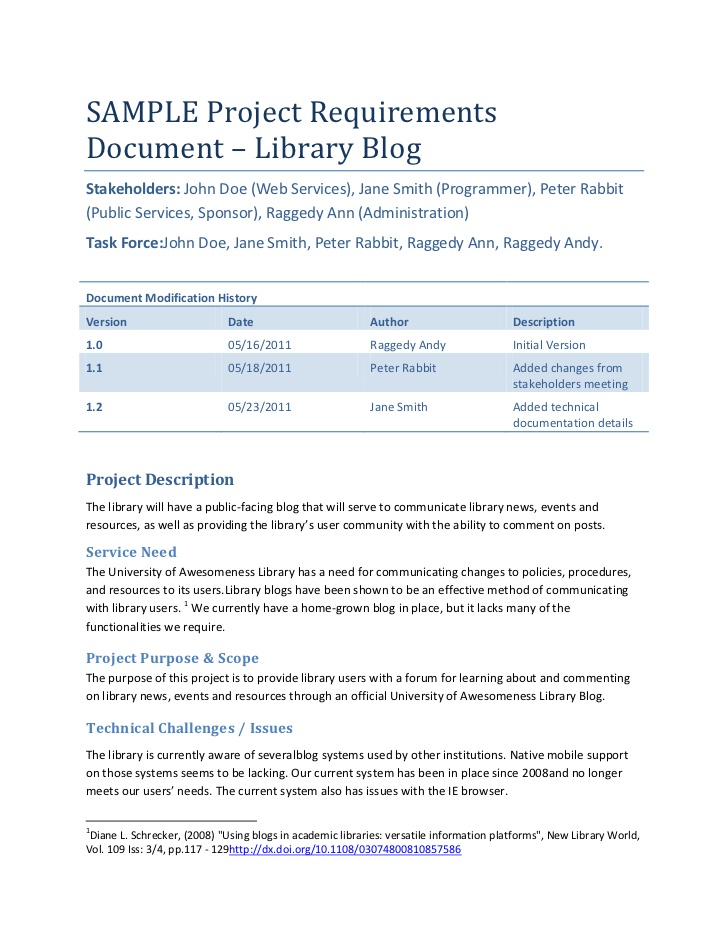 SAMPLE Project Requirements
Document – Library Blog
Stakeholders: John Doe (Web Services), Jane Smith (Programmer), Peter Rabbit
(Public Services, Sponsor), Raggedy Ann (Administration)
Task Force:John Doe, Jane Smith, Peter Rabbit, Raggedy Ann, Raggedy Andy.
Document Modification History
Version Date Author Description
1.0 05/16/2011 Raggedy Andy Initial Version
1.1 05/18/2011 Peter Rabbit Added changes from
stakeholders meeting
1.2 05/23/2011 Jane Smith Added technical
documentation details
Project Description
The library will have a public-facing blog that will serve to communicate library news, events and
resources, as well as providing the library's user community with the ability to comment on posts.
Service Need
The University of Awesomeness Library has a need for communicating changes to policies, procedures,
and resources to its users.Library blogs have been shown to be an effective method of communicating
with library users. 1 We currently have a home-grown blog in place, but it lacks many of the
functionalities we require.
Project Purpose & Scope
The purpose of this project is to provide library users with a forum for learning about and commenting
on library news, events and resources through an official University of Awesomeness Library Blog.
Technical Challenges / Issues
The library is currently aware of severalblog systems used by other institutions. Native mobile support
on those systems seems to be lacking. Our current system has been in place since 2008and no longer
meets our users' needs. The current system also has issues with the IE browser.
1Diane L. Schrecker, (2008) "Using blogs in academic libraries: versatile information platforms", New Library World,
Vol. 109 Iss: 3/4, pp.117 - 129http://dx.doi.org/10.1108/03074800810857586